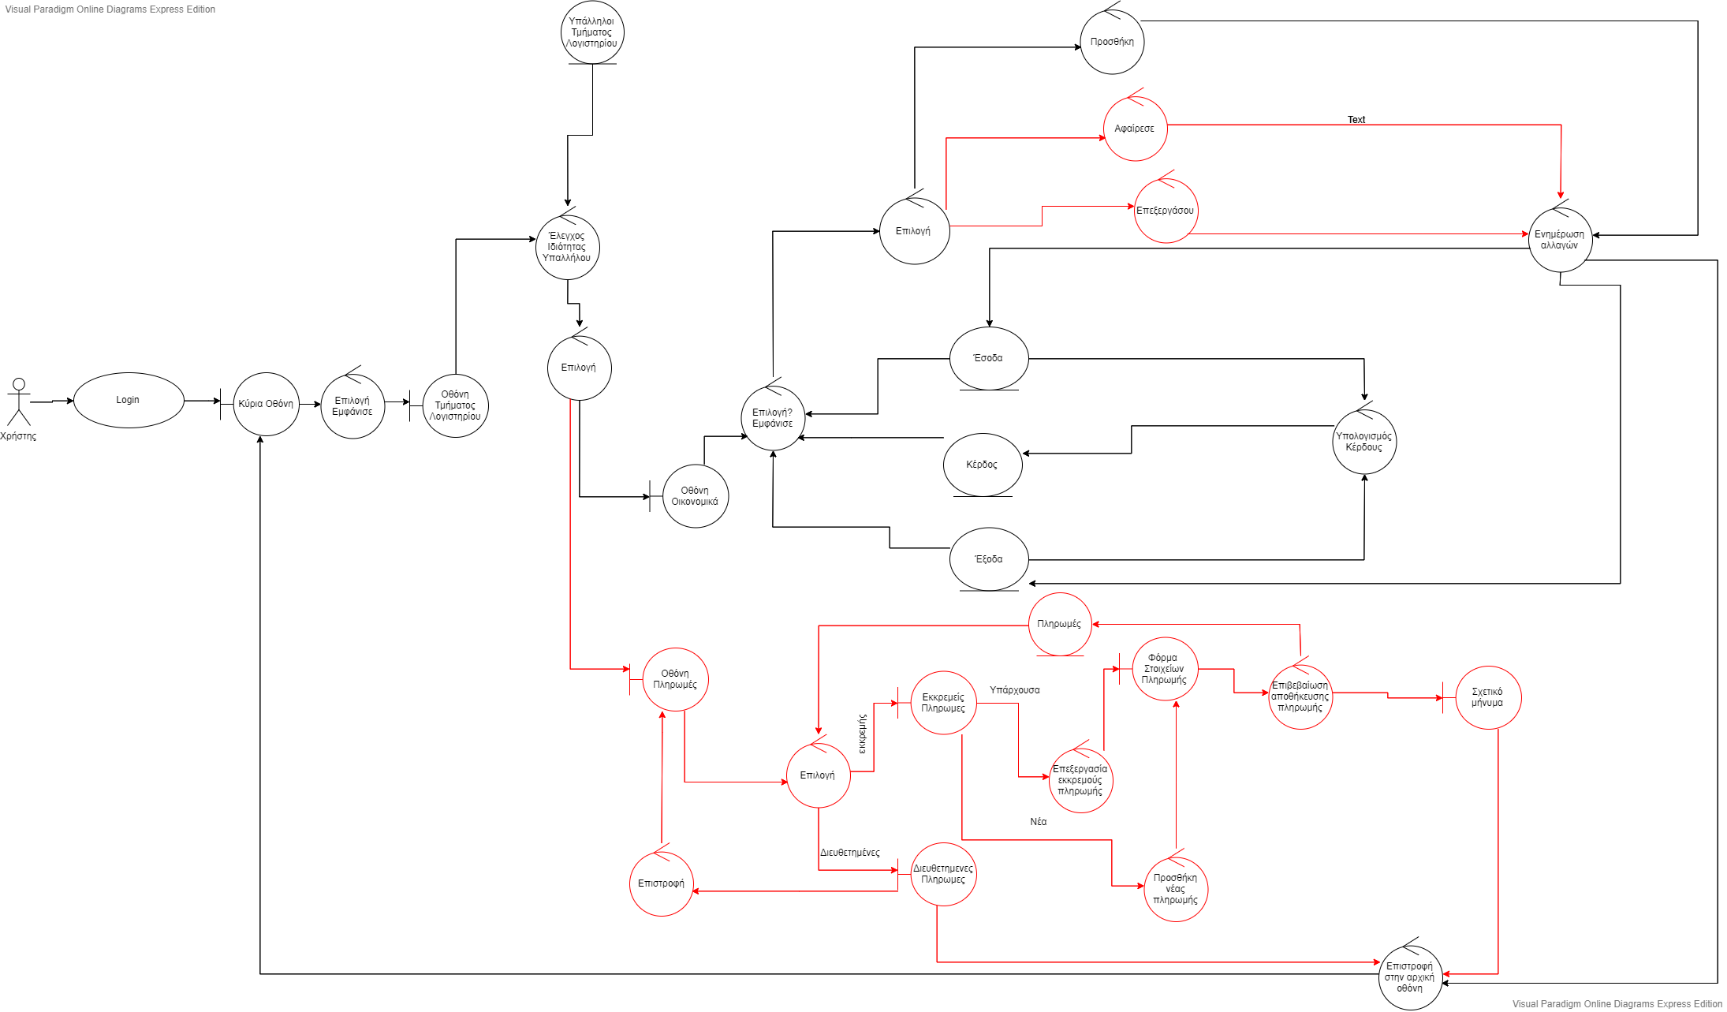 Visual Paradigm Online Diagrams Express Edition
Υπάλληλοι
Τμήματος
Λογιστηρίου
Προσθήκη
Αφαίρεσε
Text
Επεξεργάσου
Επιλογή
Ενημέρωση
αλλαγών
Έλεγχος
Ιδιότητας
Υπαλλήλου
Επιλογή
Έσοδα
Χρήστης
Login
Κύρια Οθόνη
Επιλογή
Εμφάνισε
Οθόνη
Τμήματος
Λογιστηρίου
Επιλογή?
Εμφάνισε
Υπολογισμός
Κέρδους
Κέρδος
Οθόνη
Οικονομικά
Έξοδα
Πληρωμές
Οθόνη
Πληρωμές
Φόρμα
Στοιχείων
Πληρωμής
Εκκρεμείς
Πληρωμες
Υπάρχουσα
Επιβεβαίωση
αποθήκευσης
πληρωμής
Σχετικό
μήνυμα
εκκρεμής
Επιλογή
Επεξεργασία
εκκρεμούς
πληρωμής
Νέα
Διευθετημένες
Επιστροφή
Διευθετημενες
Πληρωμες
Προσθήκη
νέας
πληρωμής
Επιστροφή
στην αρχική
οθόνη
Visual Paradigm Online Diagrams Express Edition